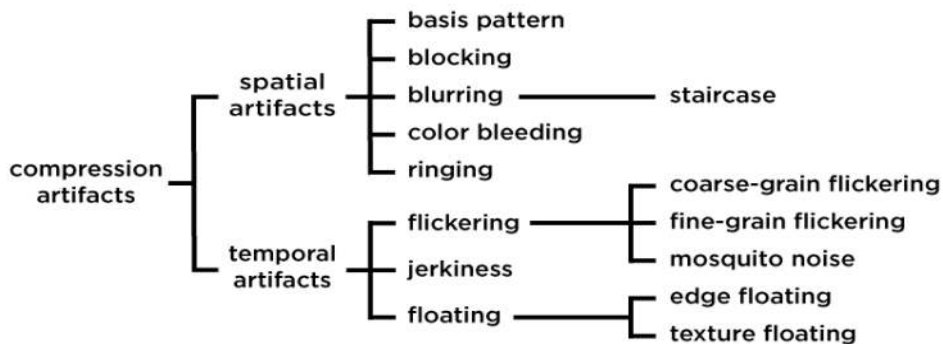 compression
artifacts
spatial
artifacts
basis pattern
blocking
blurring
staircase
color bleeding
ringing
temporal
artifacts
flickering
coarse-grain flickering
fine-grain flickering
mosquito noise
jerkiness
floating
edge floating
texture floating